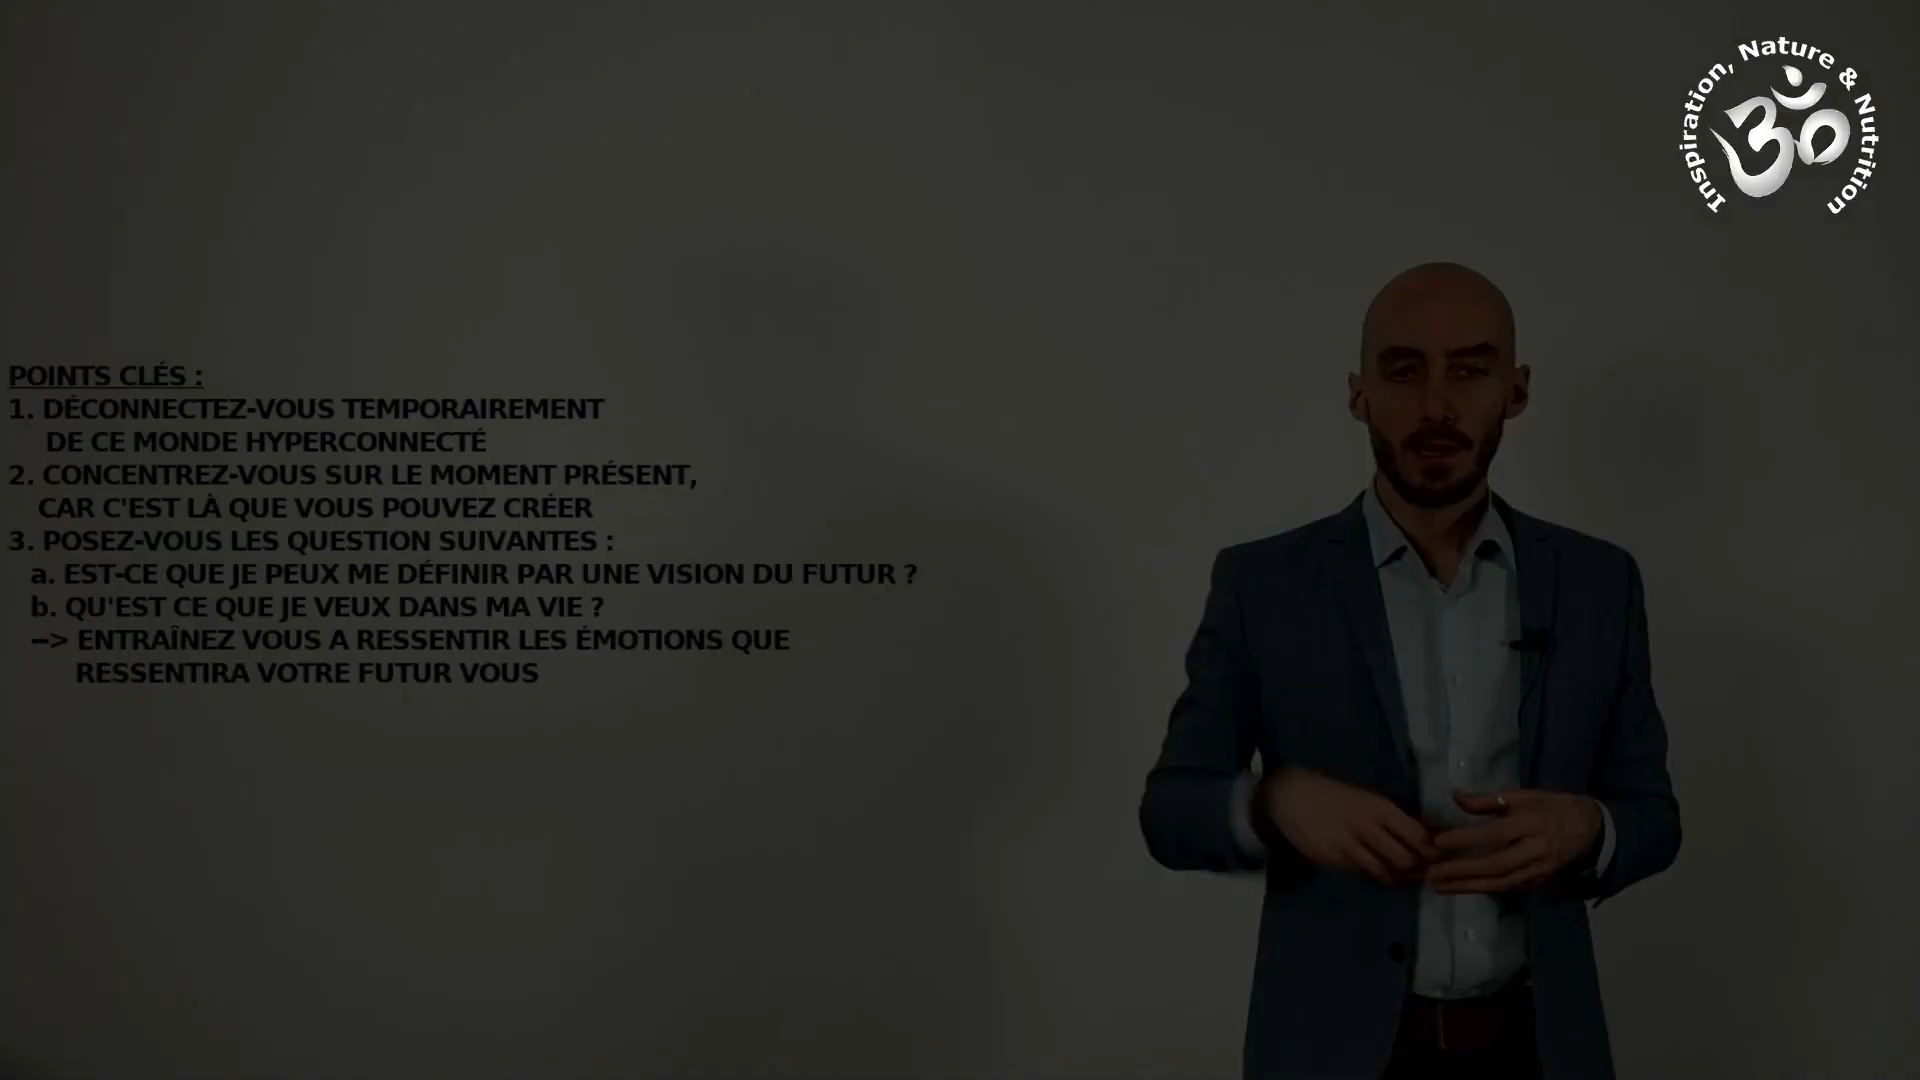 Inspiration, Nature & Nutrition
ॐ
POINTS CLÉS :
1. DÉCONNECTEZ-VOUS TEMPORAIREMENT
DE CE MONDE HYPERCONNECTÉ
2. CONCENTREZ-VOUS SUR LE MOMENT PRÉSENT,
CAR C'EST LÀ QUE VOUS POUVEZ CRÉER
3. POSEZ-VOUS LES QUESTION SUIVANTES :
a. EST-CE QUE JE PEUX ME DÉFINIR PAR UNE VISION DU FUTUR ?
b. QU'EST CE QUE JE VEUX DANS MA VIE ?
--> ENTRAÎNEZ VOUS A RESSENTIR LES ÉMOTIONS QUE
RESSENTIRA VOTRE FUTUR VOUS